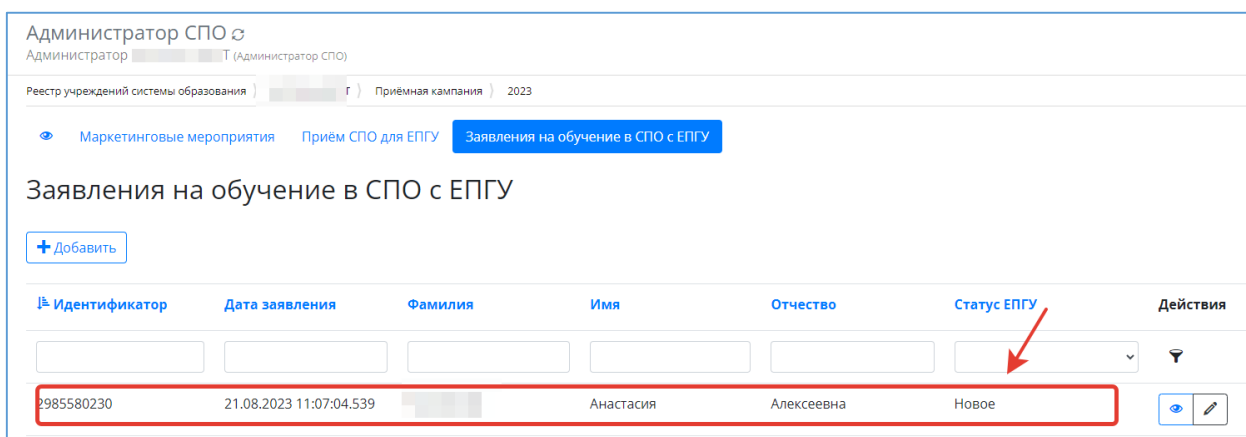 Администратор СПО
Администратор Т (Администратор СПО)
Реестр учреждений системы образования Г Приёмная кампания 2023
Маркетинговые мероприятия Приём СПО для ЕПГУ Заявления на обучение в СПО с ЕПГУ
Заявления на обучение в СПО с ЕПГУ
+ Добавить
Идентификатор Дата заявления Фамилия Имя Отчество Статус ЕПГУ Действия
2985580230 21.08.2023 11:07:04.539 Анастасия Алексеевна Новое